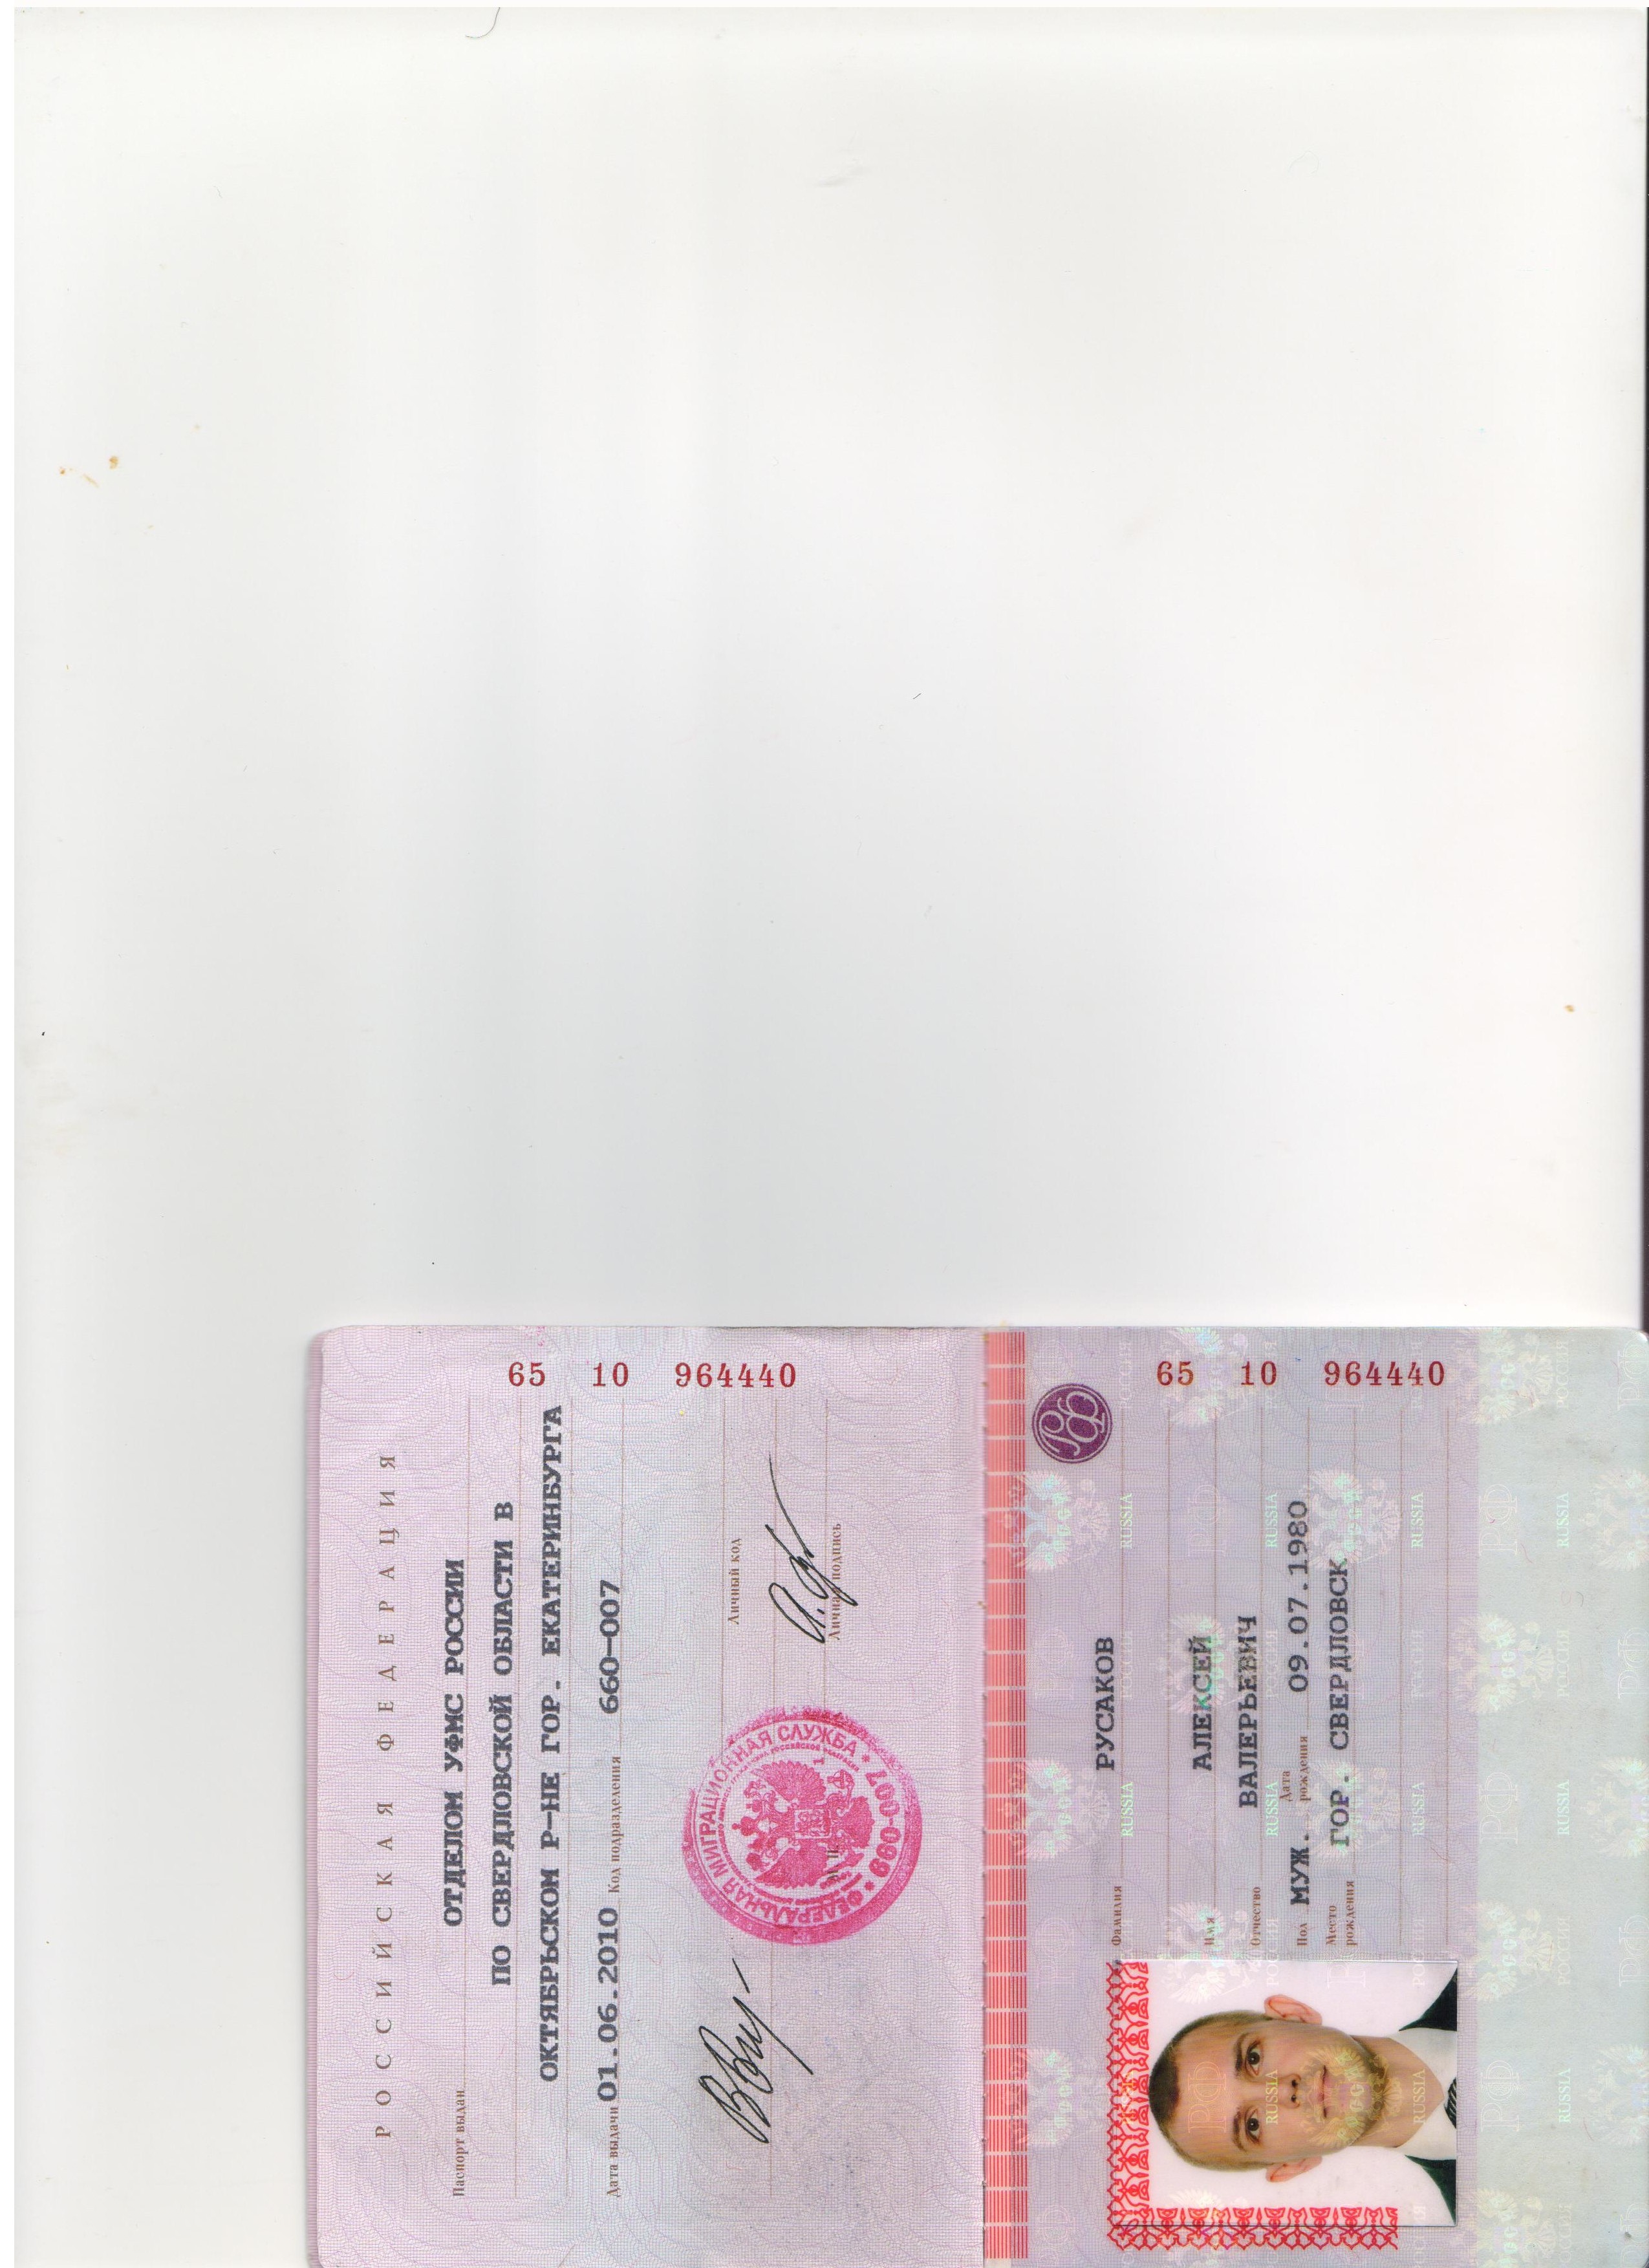 РОССИЙСКАЯ ФЕДЕРАЦИЯ
Паспорт выдан ОТДЕЛОМ УФМС РОССИИ
ПО СВЕРДЛОВСКОЙ ОБЛАСТИ В
ОКТЯБРЬСКОМ Р-НЕ ГОР. ЕКАТЕРИНБУРГА
Дата выдачи 01.06.2010 Код подразделения 660-007
Личный код
Личная подпись
ФЕДЕРАЛЬНАЯ МИГРАЦИОННАЯ СЛУЖБА
660-007
65 10 964440
Фамилия РУСАКОВ
Имя АЛЕКСЕЙ
Отчество ВАЛЕРЬЕВИЧ
Пол МУЖ. Дата рождения 09.07.1980
Место рождения ГОР. СВЕРДЛОВСК
65 10 964440